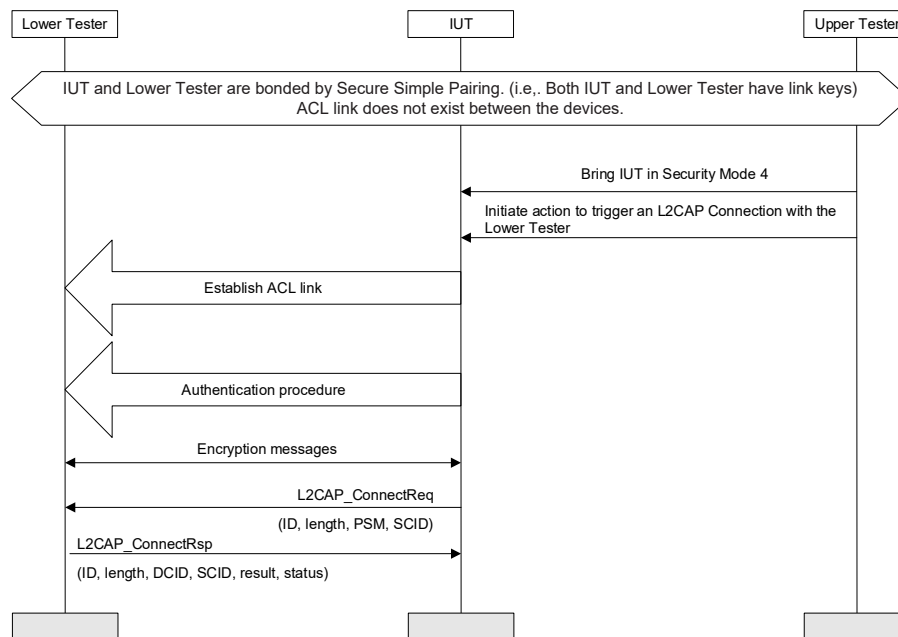 Lower Tester
IUT
Upper Tester
IUT and Lower Tester are bonded by Secure Simple Pairing. (i.e,. Both IUT and Lower Tester have link keys)
ACL link does not exist between the devices.
Bring IUT in Security Mode 4
Initiate action to trigger an L2CAP Connection with the
Lower Tester
Establish ACL link
Authentication procedure
Encryption messages
L2CAP_ConnectReq
(ID, length, PSM, SCID)
L2CAP_ConnectRsp
(ID, length, DCID, SCID, result, status)